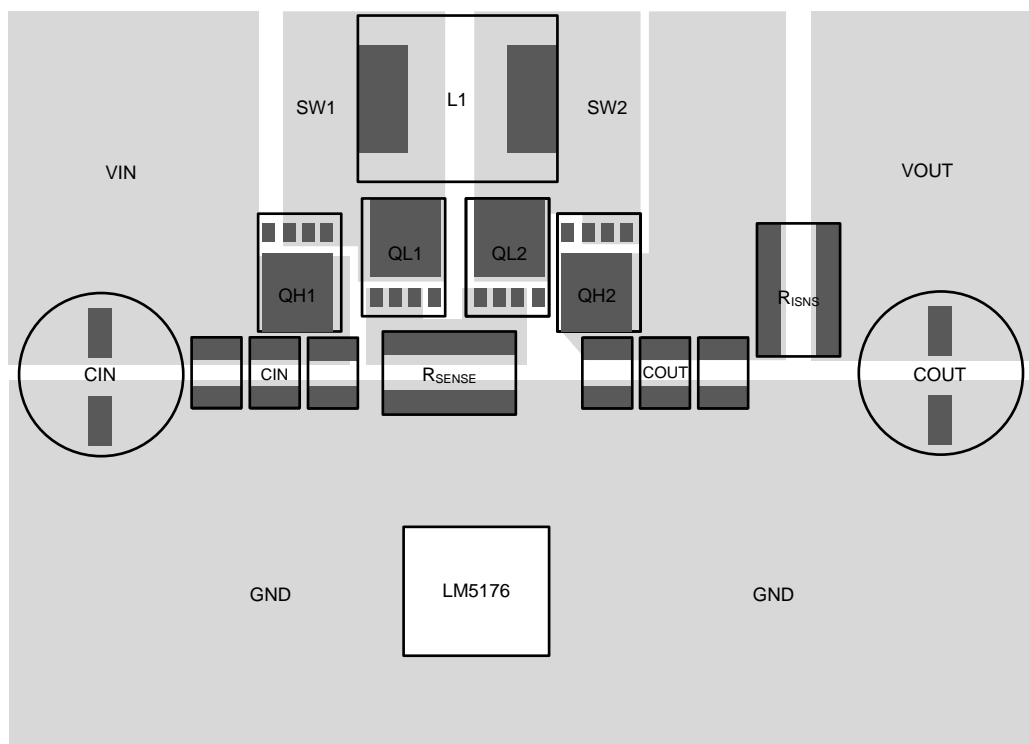 L1
SW1
SW2
VIN
VOUT
QL1
QL2
QH1
QH2
RISNS
CIN
CIN
RSENSE
COUT
COUT
GND
LM5176
GND